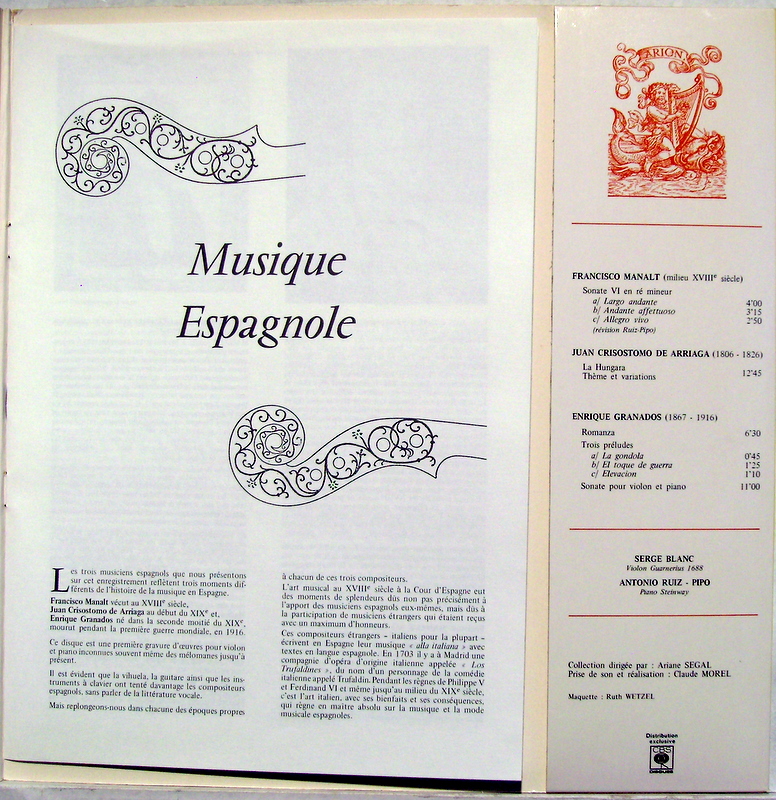 Musique
Espagnole
Les trois musiciens espagnols que nous présentons
sur cet enregistrement reflètent trois moments dif-
férents de l'histoire de la musique en Espagne.
Francisco Manalt vécut au XVIIIe siècle,
Juan Crisostomo de Arriaga au début du XIXe et,
Enrique Granados né dans la seconde motié du XIXe,
mourut pendant la première guerre mondiale, en 1916.
Ce disque est une première gravure d'œuvres pour violon
et piano inconnues souvent même des mélomanes jusqu'à
présent.
Il est évident que la vihuela, la guitare ainsi que les ins-
truments à clavier ont tenté davantage les compositeurs
espagnols, sans parler de la littérature vocale.
Mais replongeons-nous dans chacune des époques propres
à chacun de ces trois compositeurs.
L'art musical au XVIIIe siècle à la Cour d'Espagne eut
des moments de splendeurs dûs non pas précisément à
l'apport des musiciens espagnols eux-mêmes, mais dûs à
la participation de musiciens étrangers qui étaient reçus
avec un maximum d'honneurs.
Ces compositeurs étrangers - italiens pour la plupart -
écrivent en Espagne leur musique « alla italiana » avec
textes en langue espagnole. En 1703 il y a à Madrid une
compagnie d'opéra d'origine italienne appelée « Los
Trufaldines », du nom d'un personnage de la comédie
italienne appelé Trufaldin. Pendant les règnes de Philippe V
et Ferdinand VI et même jusqu'au milieu du XIXe siècle,
c'est l'art italien, avec ses bienfaits et ses conséquences,
qui règne en maître absolu sur la musique et la mode
musicale espagnoles.
ARION
FRANCISCO MANALT (milieu XVIIIe siècle)
Sonate VI en ré mineur
a/ Largo andante 4'00
b/ Andante affettuoso 3'15
c/ Allegro vivo 2'50
(révision Ruiz-Pipo)
JUAN CRISOSTOMO DE ARRIAGA (1806 - 1826)
La Hungara
Thème et variations 12'45
ENRIQUE GRANADOS (1867 - 1916)
Romanza 6'30
Trois préludes
a/ La gondola 0'45
b/ El toque de guerra 1'25
c/ Elevacion 1'10
Sonate pour violon et piano 11'00
SERGE BLANC
Violon Guarnerius 1688
ANTONIO RUIZ - PIPO
Piano Steinway
Collection dirigée par : Ariane SEGAL
Prise de son et réalisation : Claude MOREL
Maquette : Ruth WETZEL
Distribution
exclusive
CBS